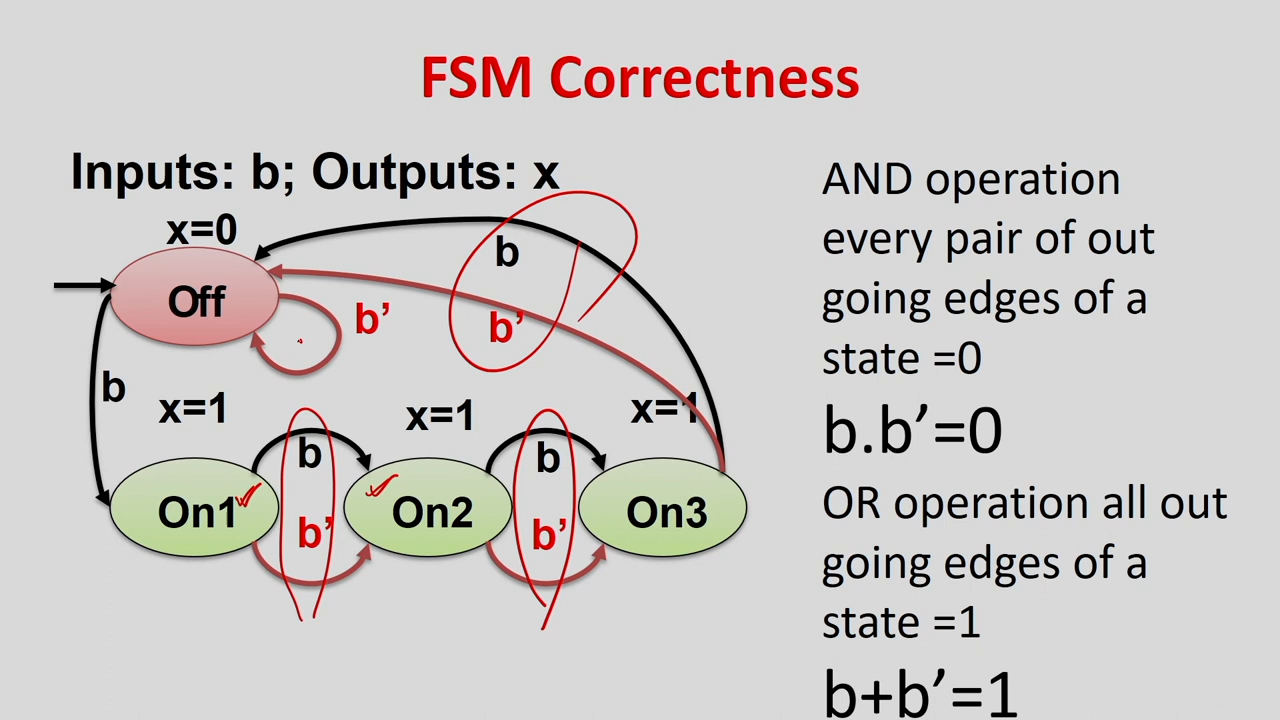 FSM Correctness
Inputs: b; Outputs: x
x=0
b
Off
b’
b’
b
x=1
x=1
x=1
b
b
On1
On2
On3
b’
b’
AND operation
every pair of out
going edges of a
state =0
b.b’=0
OR operation all out
going edges of a
state =1
b+b’=1